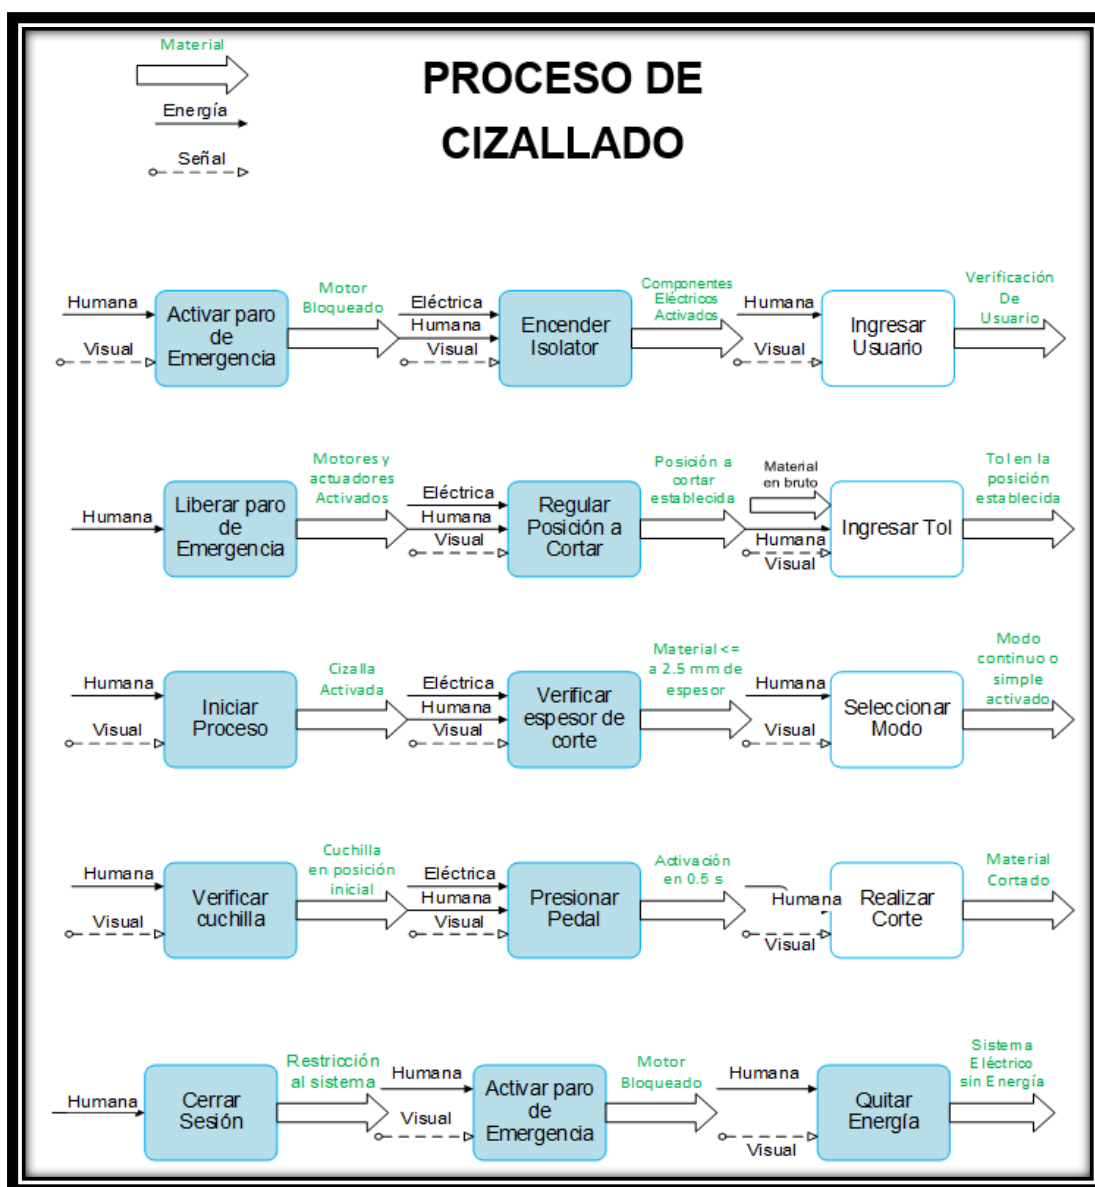 Material
Energía
Señal
PROCESO DE
CIZALLADO
Humana
Visual
Activar paro
de
Emergencia
Motor
Bloqueado
Eléctrica
Humana
Visual
Encender
Isolator
Componentes
Eléctricos
Activados
Humana
Visual
Ingresar
Usuario
Verificación
De
Usuario
Humana
Liberar paro
de
Emergencia
Motores y
actuadores
Activados
Eléctrica
Humana
Visual
Regular
Posición a
Cortar
Posición a
cortar
establecida
Material
en bruto
Humana
Visual
Ingresar Tol
Tol en la
posición
establecida
Humana
Visual
Iniciar
Proceso
Cizalla
Activada
Eléctrica
Humana
Visual
Verificar
espesor de
corte
Material <=
a 2.5 mm de
espesor
Humana
Visual
Seleccionar
Modo
Modo
continuo o
simple
activado
Humana
Visual
Verificar
cuchilla
Cuchilla
en posición
inicial
Eléctrica
Humana
Visual
Presionar
Pedal
Activación
en 0.5 s
Humana
Visual
Realizar
Corte
Material
Cortado
Humana
Cerrar
Sesión
Restricción
al sistema
Humana
Visual
Activar paro
de
Emergencia
Motor
Bloqueado
Humana
Visual
Quitar
Energía
Sistema
Eléctrico
sin Energía